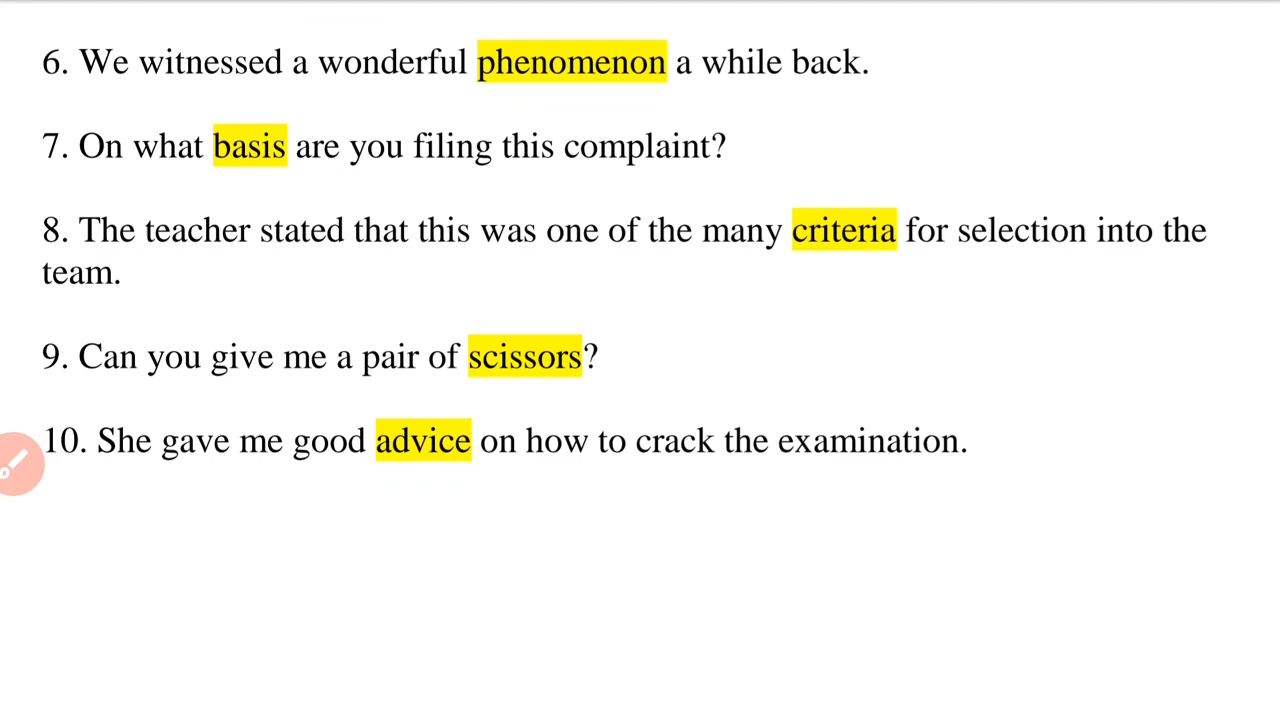 6. We witnessed a wonderful phenomenon a while back.
7. On what basis are you filing this complaint?
8. The teacher stated that this was one of the many criteria for selection into the
team.
9. Can you give me a pair of scissors?
10. She gave me good advice on how to crack the examination.